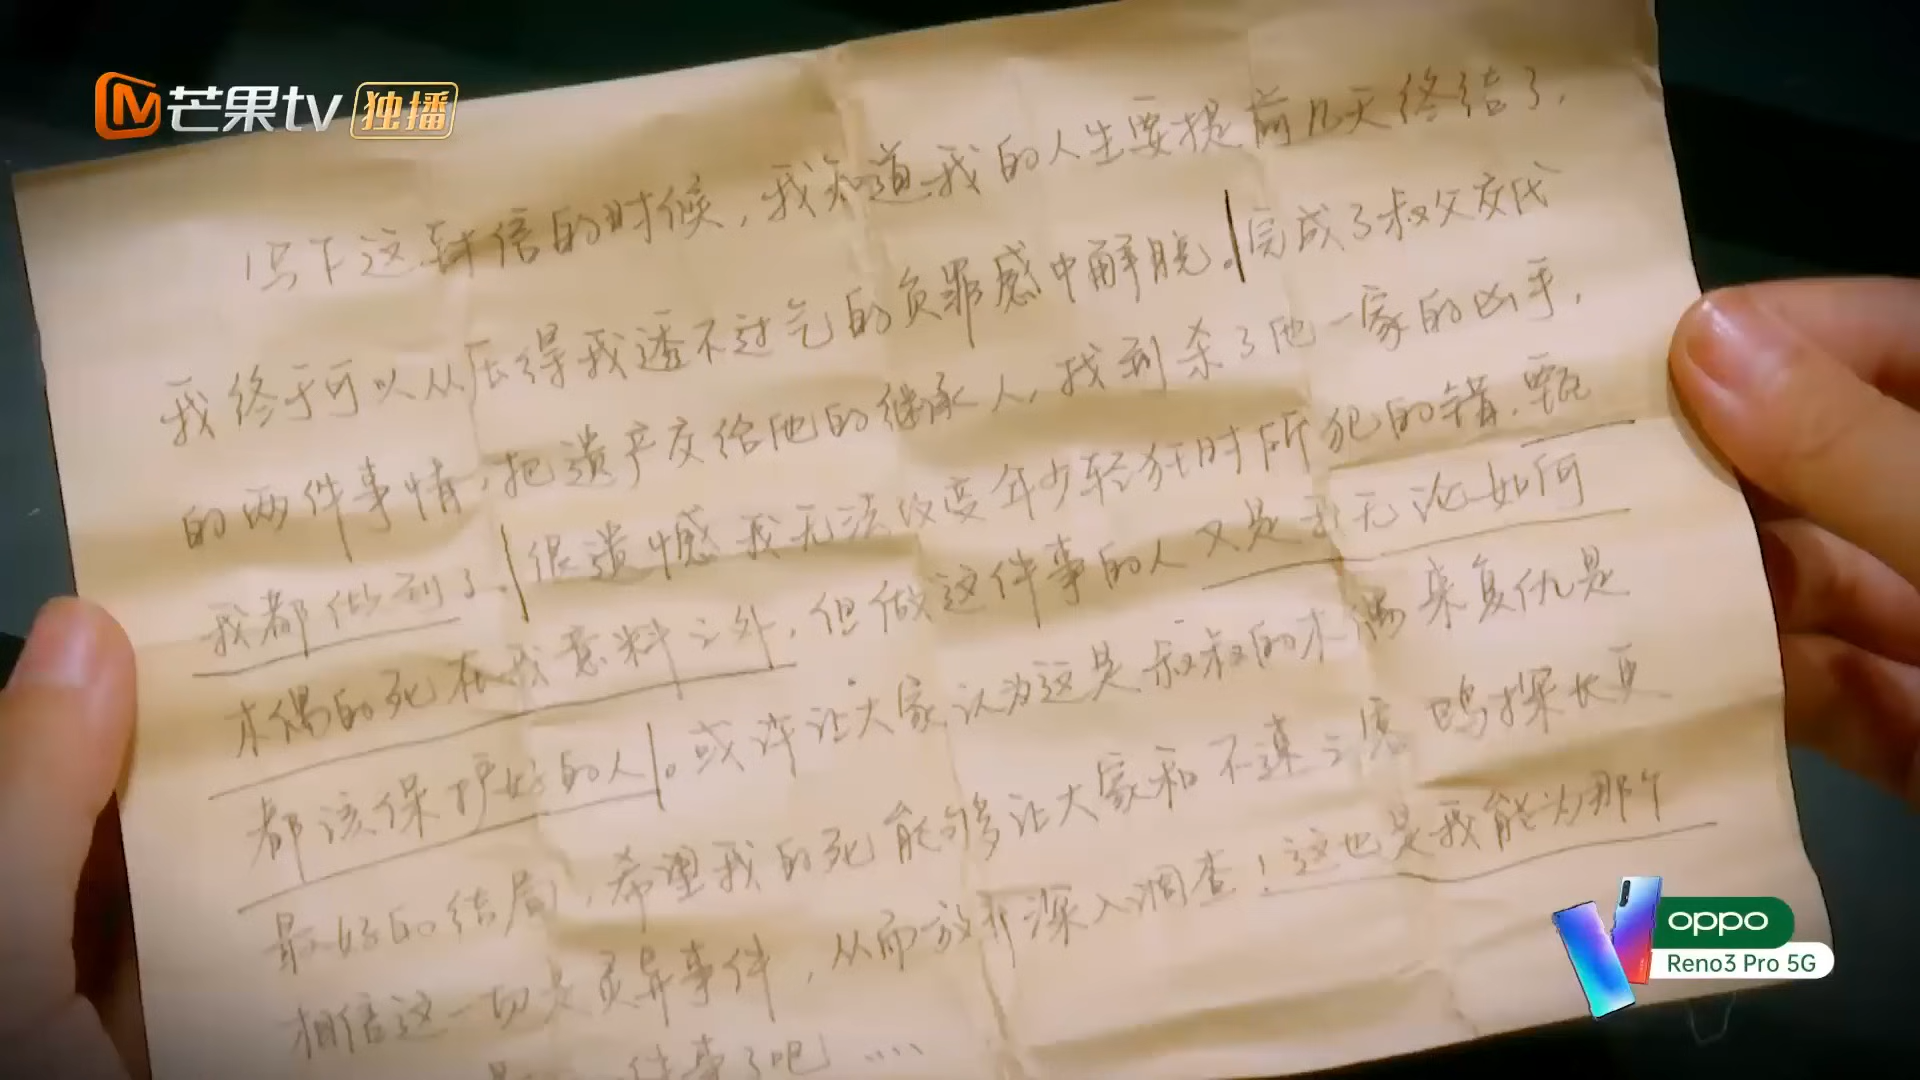 芒果tv 独播
写下这封信的时候，我知道我的人生要提前几天终结了，
我终于可以从压得我透不过气的负罪感中解脱。完成了叔父交代
的两件事情，把遗产交给他的继承人，找到杀了他一家的凶手，
我都做到了。很遗憾我无法改变年少轻狂时所犯的错，甄
木偶的死在我意料之外，但做这件事的人又是我无论如何
都该保护好的人。或许让大家认为这是叔叔的木偶来复仇是
最好的结局，希望我的死能够让大家和不速之客鸣探长更
相信这一切是灵异事件，从而放弃深入调查！这也是我能为那个
件事了吧……
oppo
Reno3 Pro 5G